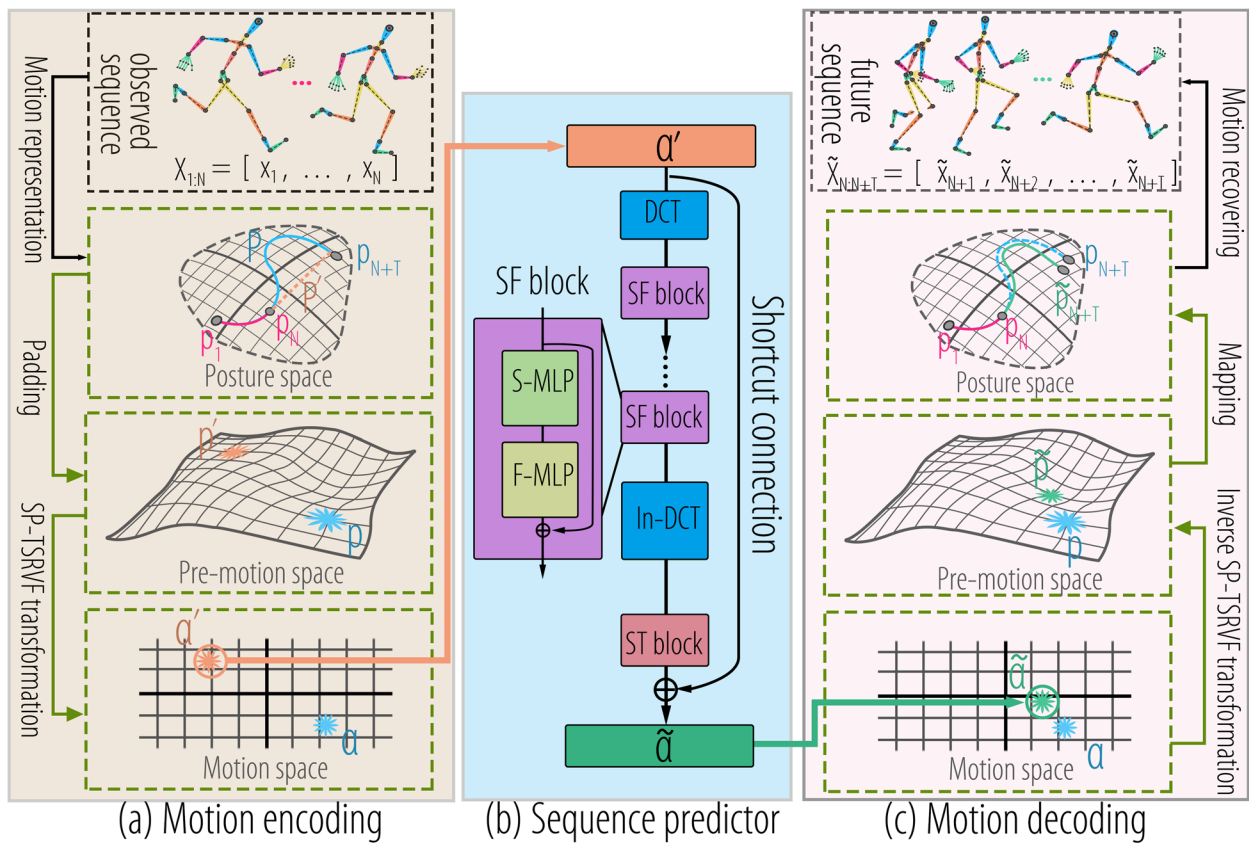 Motion representation
observed
sequence
X1:N = [ x1 , ... , xN ]
p
p'
pN+T
p1
pN
Posture space
Padding
p'
p
Pre-motion space
SP-TSRVF transformation
α'
α
Motion space
(a) Motion encoding
α'
DCT
SF block
SF block
S-MLP
F-MLP
SF block
In-DCT
ST block
Shortcut connection
α̃
(b) Sequence predictor
future
sequence
X̃N:N+T = [ x̃N+1 , x̃N+2 , ... , x̃N+T ]
Motion recovering
pN+T
p̃N+T
p1
pN
Posture space
Mapping
p̃
p
Pre-motion space
Inverse SP-TSRVF transformation
α̃
α
Motion space
(c) Motion decoding